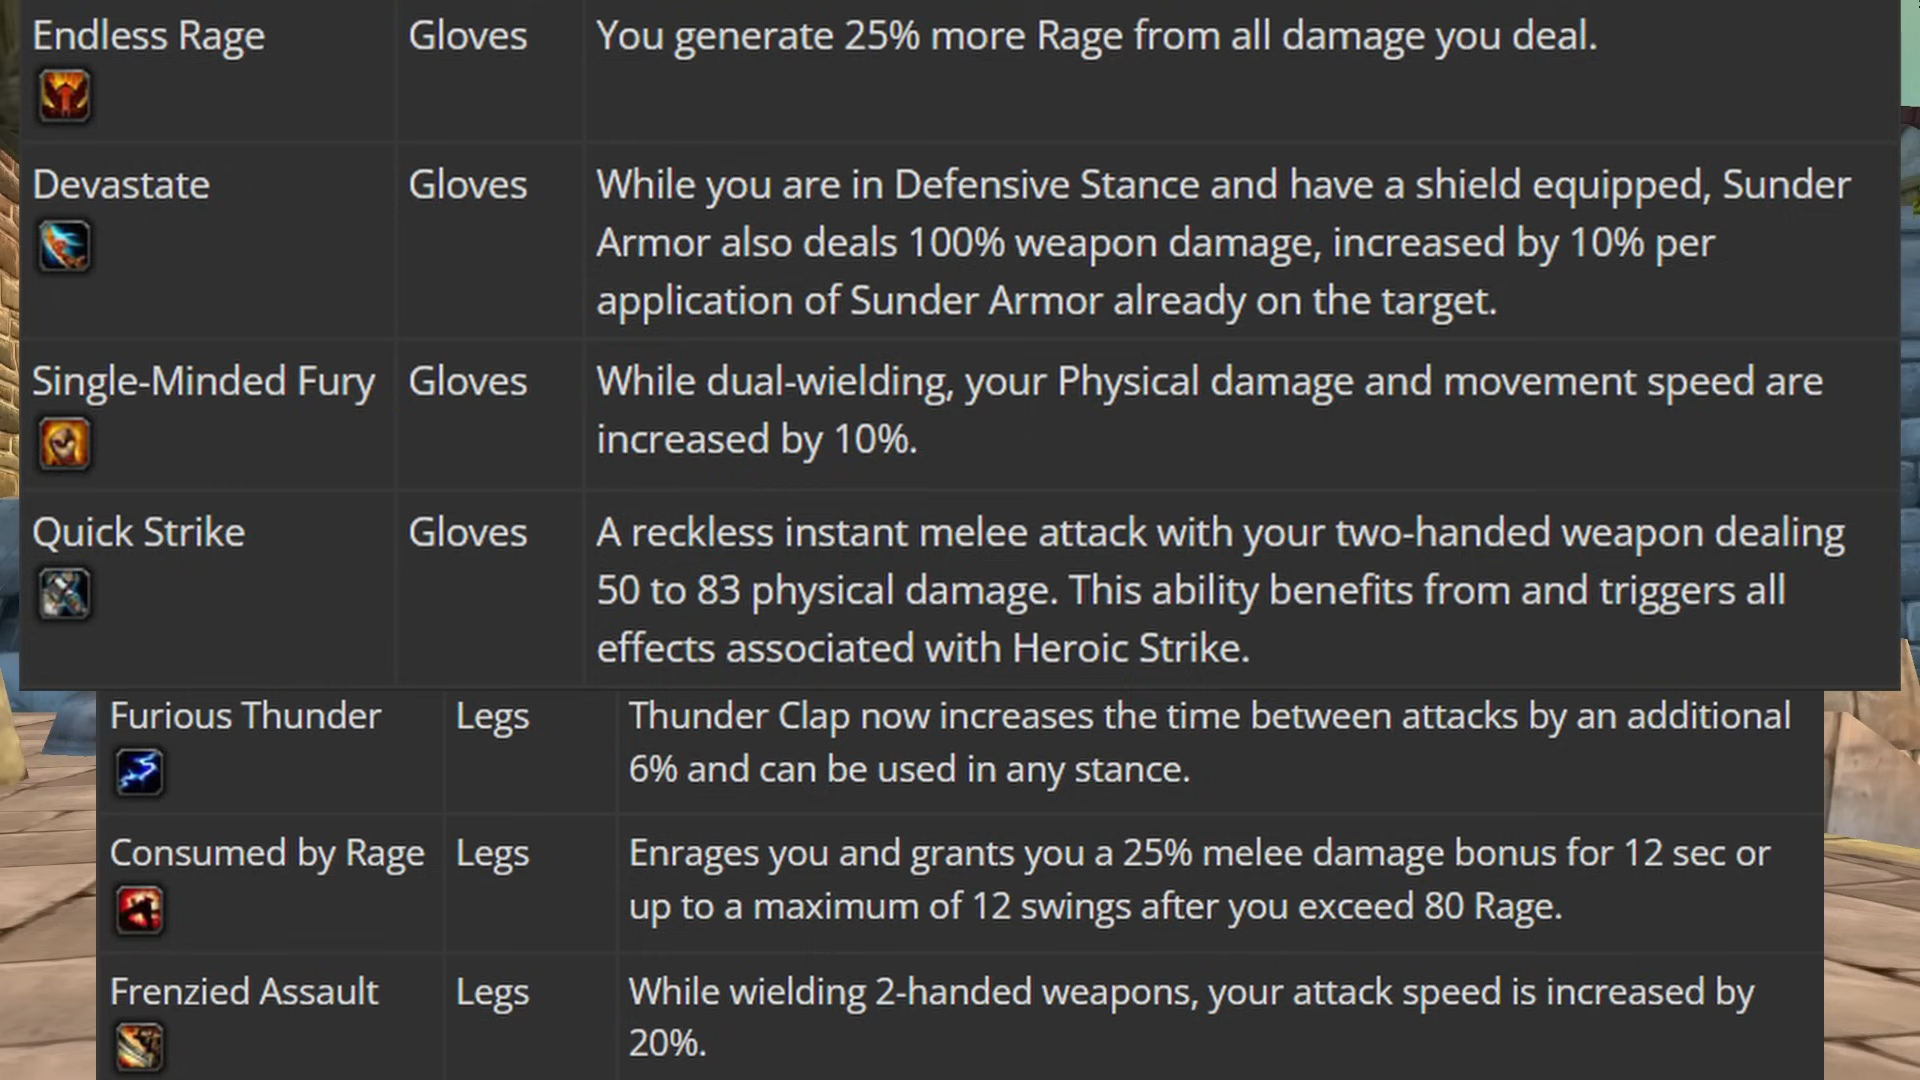 Endless Rage Gloves You generate 25% more Rage from all damage you deal.
Devastate Gloves While you are in Defensive Stance and have a shield equipped, Sunder
Armor also deals 100% weapon damage, increased by 10% per
application of Sunder Armor already on the target.
Single-Minded Fury Gloves While dual-wielding, your Physical damage and movement speed are
increased by 10%.
Quick Strike Gloves A reckless instant melee attack with your two-handed weapon dealing
50 to 83 physical damage. This ability benefits from and triggers all
effects associated with Heroic Strike.
Furious Thunder Legs Thunder Clap now increases the time between attacks by an additional
6% and can be used in any stance.
Consumed by Rage Legs Enrages you and grants you a 25% melee damage bonus for 12 sec or
up to a maximum of 12 swings after you exceed 80 Rage.
Frenzied Assault Legs While wielding 2-handed weapons, your attack speed is increased by
20%.